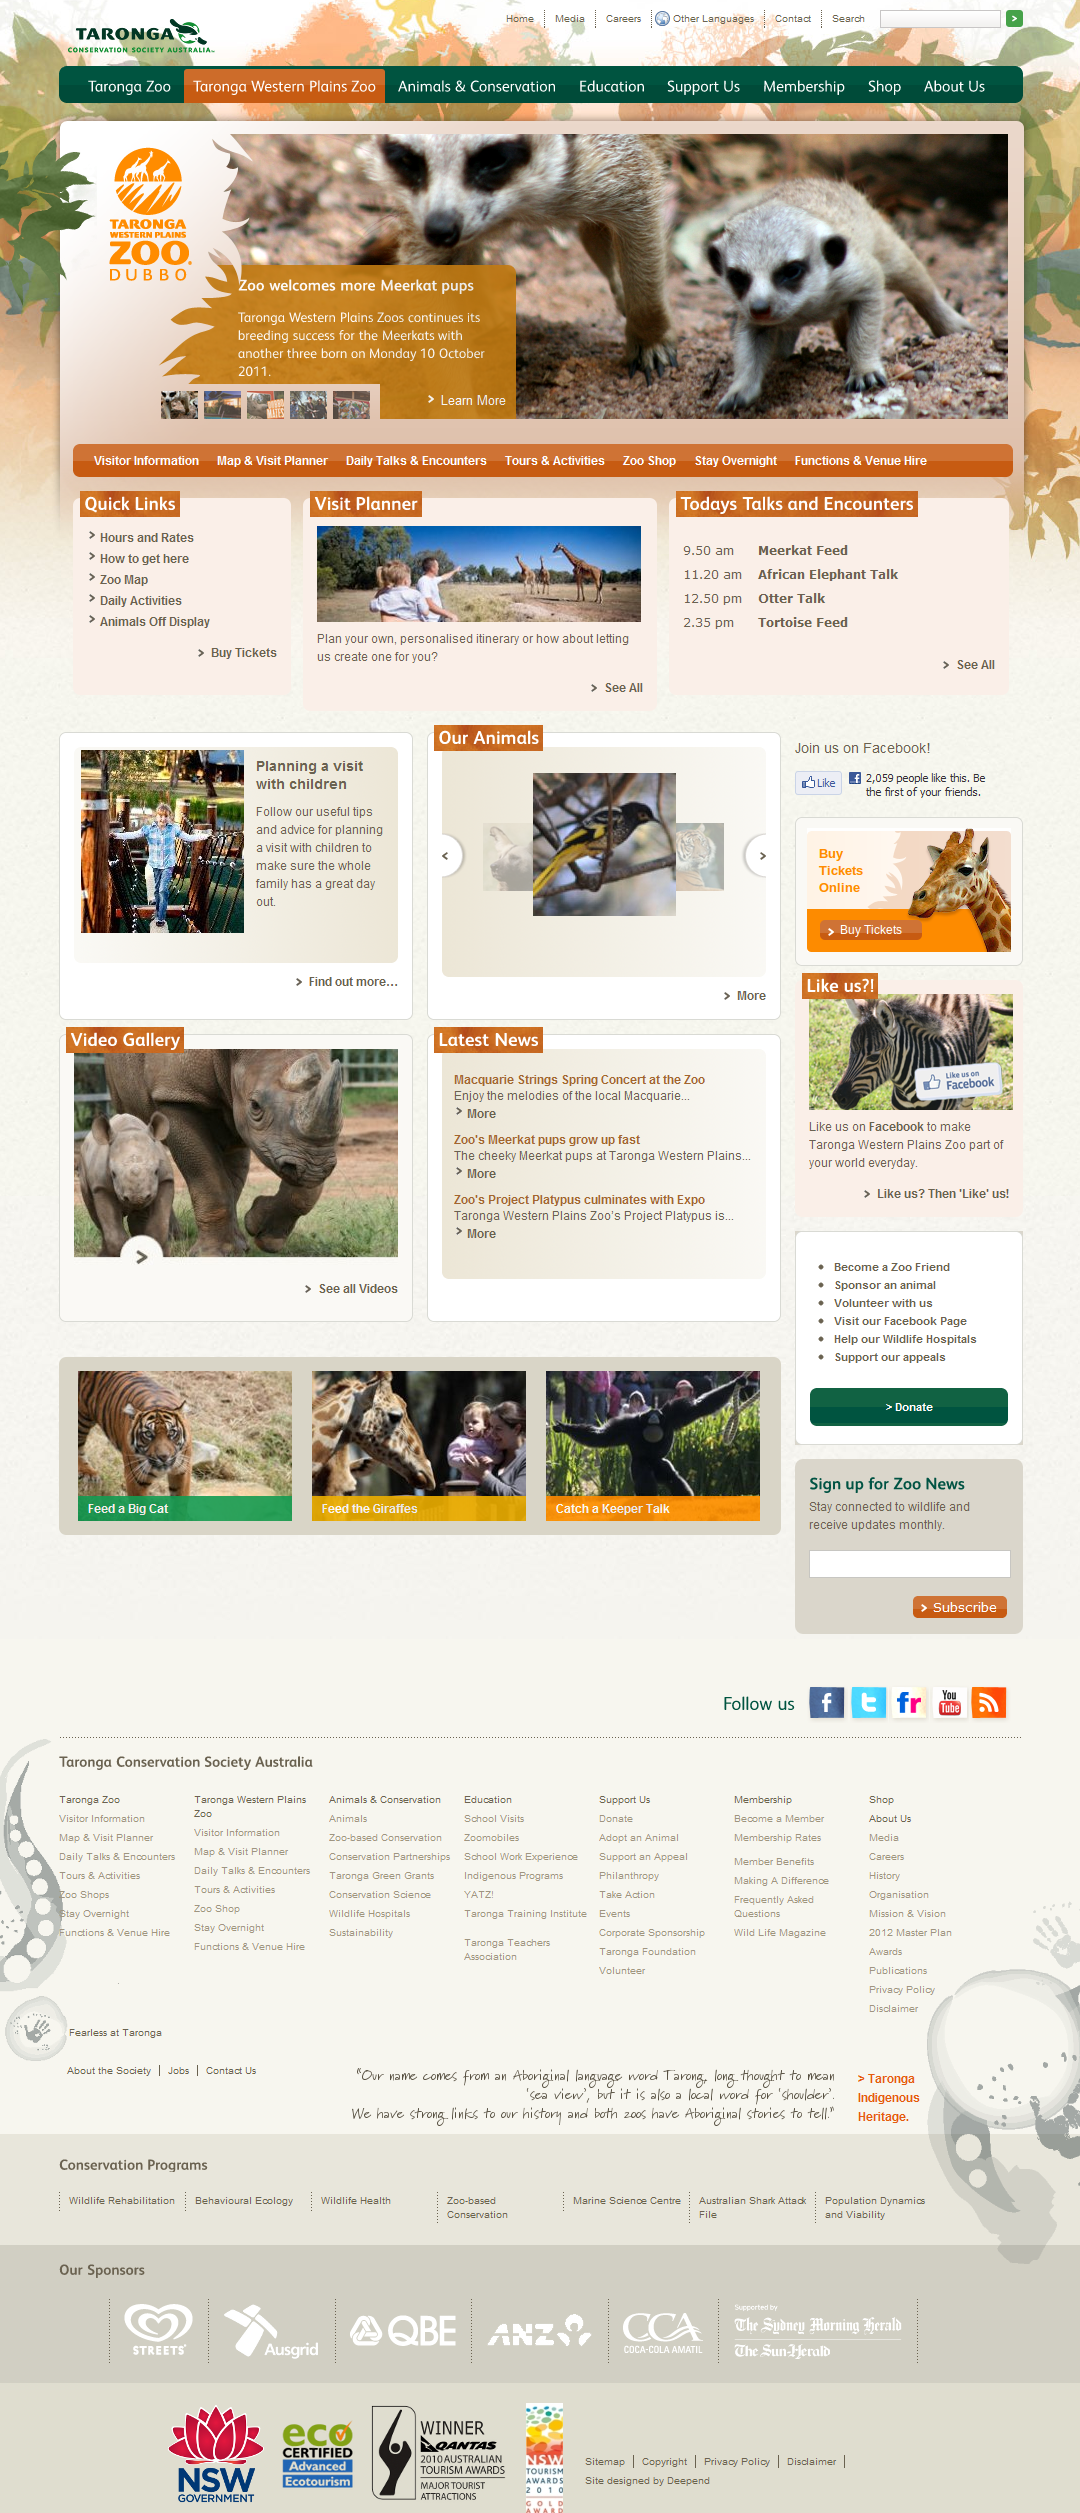 TARONGA
CONSERVATION SOCIETY AUSTRALIA
Home
Media
Careers
Other Languages
Contact
Search
Taronga Zoo
Taronga Western Plains Zoo
Animals & Conservation
Education
Support Us
Membership
Shop
About Us
TARONGA
WESTERN PLAINS
ZOO
DUBBO
Zoo welcomes more Meerkat pups
Taronga Western Plains Zoos continues its
breeding success for the Meerkats with
another three born on Monday 10 October
2011.
Learn More
Visitor Information
Map & Visit Planner
Daily Talks & Encounters
Tours & Activities
Zoo Shop
Stay Overnight
Functions & Venue Hire
Quick Links
Hours and Rates
How to get here
Zoo Map
Daily Activities
Animals Off Display
Buy Tickets
Visit Planner
Plan your own, personalised itinerary or how about letting
us create one for you?
See All
Todays Talks and Encounters
9.50 am Meerkat Feed
11.20 am African Elephant Talk
12.50 pm Otter Talk
2.35 pm Tortoise Feed
See All
Planning a visit
with children
Follow our useful tips
and advice for planning
a visit with children to
make sure the whole
family has a great day
out.
Find out more...
Our Animals
More
Join us on Facebook!
Like
2,059 people like this. Be
the first of your friends.
Buy
Tickets
Online
Buy Tickets
Like us?!
Like us on
Facebook
Like us on Facebook to make
Taronga Western Plains Zoo part of
your world everyday.
Like us? Then 'Like' us!
Video Gallery
See all Videos
Latest News
Macquarie Strings Spring Concert at the Zoo
Enjoy the melodies of the local Macquarie...
More
Zoo's Meerkat pups grow up fast
The cheeky Meerkat pups at Taronga Western Plains...
More
Zoo's Project Platypus culminates with Expo
Taronga Western Plains Zoo's Project Platypus is...
More
Become a Zoo Friend
Sponsor an animal
Volunteer with us
Visit our Facebook Page
Help our Wildlife Hospitals
Support our appeals
> Donate
Feed a Big Cat
Feed the Giraffes
Catch a Keeper Talk
Sign up for Zoo News
Stay connected to wildlife and
receive updates monthly.
Subscribe
Follow us
f
t
fr
You
Tube
Taronga Conservation Society Australia
Taronga Zoo
Visitor Information
Map & Visit Planner
Daily Talks & Encounters
Tours & Activities
Zoo Shops
Stay Overnight
Functions & Venue Hire
Taronga Western Plains
Zoo
Visitor Information
Map & Visit Planner
Daily Talks & Encounters
Tours & Activities
Zoo Shop
Stay Overnight
Functions & Venue Hire
Animals & Conservation
Animals
Zoo-based Conservation
Conservation Partnerships
Taronga Green Grants
Conservation Science
Wildlife Hospitals
Sustainability
Education
School Visits
Zoomobiles
School Work Experience
Indigenous Programs
YATZ!
Taronga Training Institute
Taronga Teachers
Association
Support Us
Donate
Adopt an Animal
Support an Appeal
Philanthropy
Take Action
Events
Corporate Sponsorship
Taronga Foundation
Volunteer
Membership
Become a Member
Membership Rates
Member Benefits
Making A Difference
Frequently Asked
Questions
Wild Life Magazine
Shop
About Us
Media
Careers
History
Organisation
Mission & Vision
2012 Master Plan
Awards
Publications
Privacy Policy
Disclaimer
Fearless at Taronga
About the Society
Jobs
Contact Us
"Our name comes from an Aboriginal language word Tarong, long thought to mean
'sea view', but it is also a local word for 'shoulder'.
We have strong links to our history and both zoos have Aboriginal stories to tell."
> Taronga
Indigenous
Heritage.
Conservation Programs
Wildlife Rehabilitation
Behavioural Ecology
Wildlife Health
Zoo-based
Conservation
Marine Science Centre
Australian Shark Attack
File
Population Dynamics
and Viability
Our Sponsors
STREETS
Ausgrid
QBE
ANZ
CCA
COCA-COLA AMATIL
Supported by
The Sydney Morning Herald
The Sun-Herald
NSW
GOVERNMENT
eco
CERTIFIED
Advanced
Ecotourism
WINNER
QANTAS
2010 AUSTRALIAN
TOURISM AWARDS
MAJOR TOURIST
ATTRACTIONS
NSW
TOURISM
AWARDS
2010
GOLD
AWARD
Sitemap
Copyright
Privacy Policy
Disclaimer
Site designed by Deepend